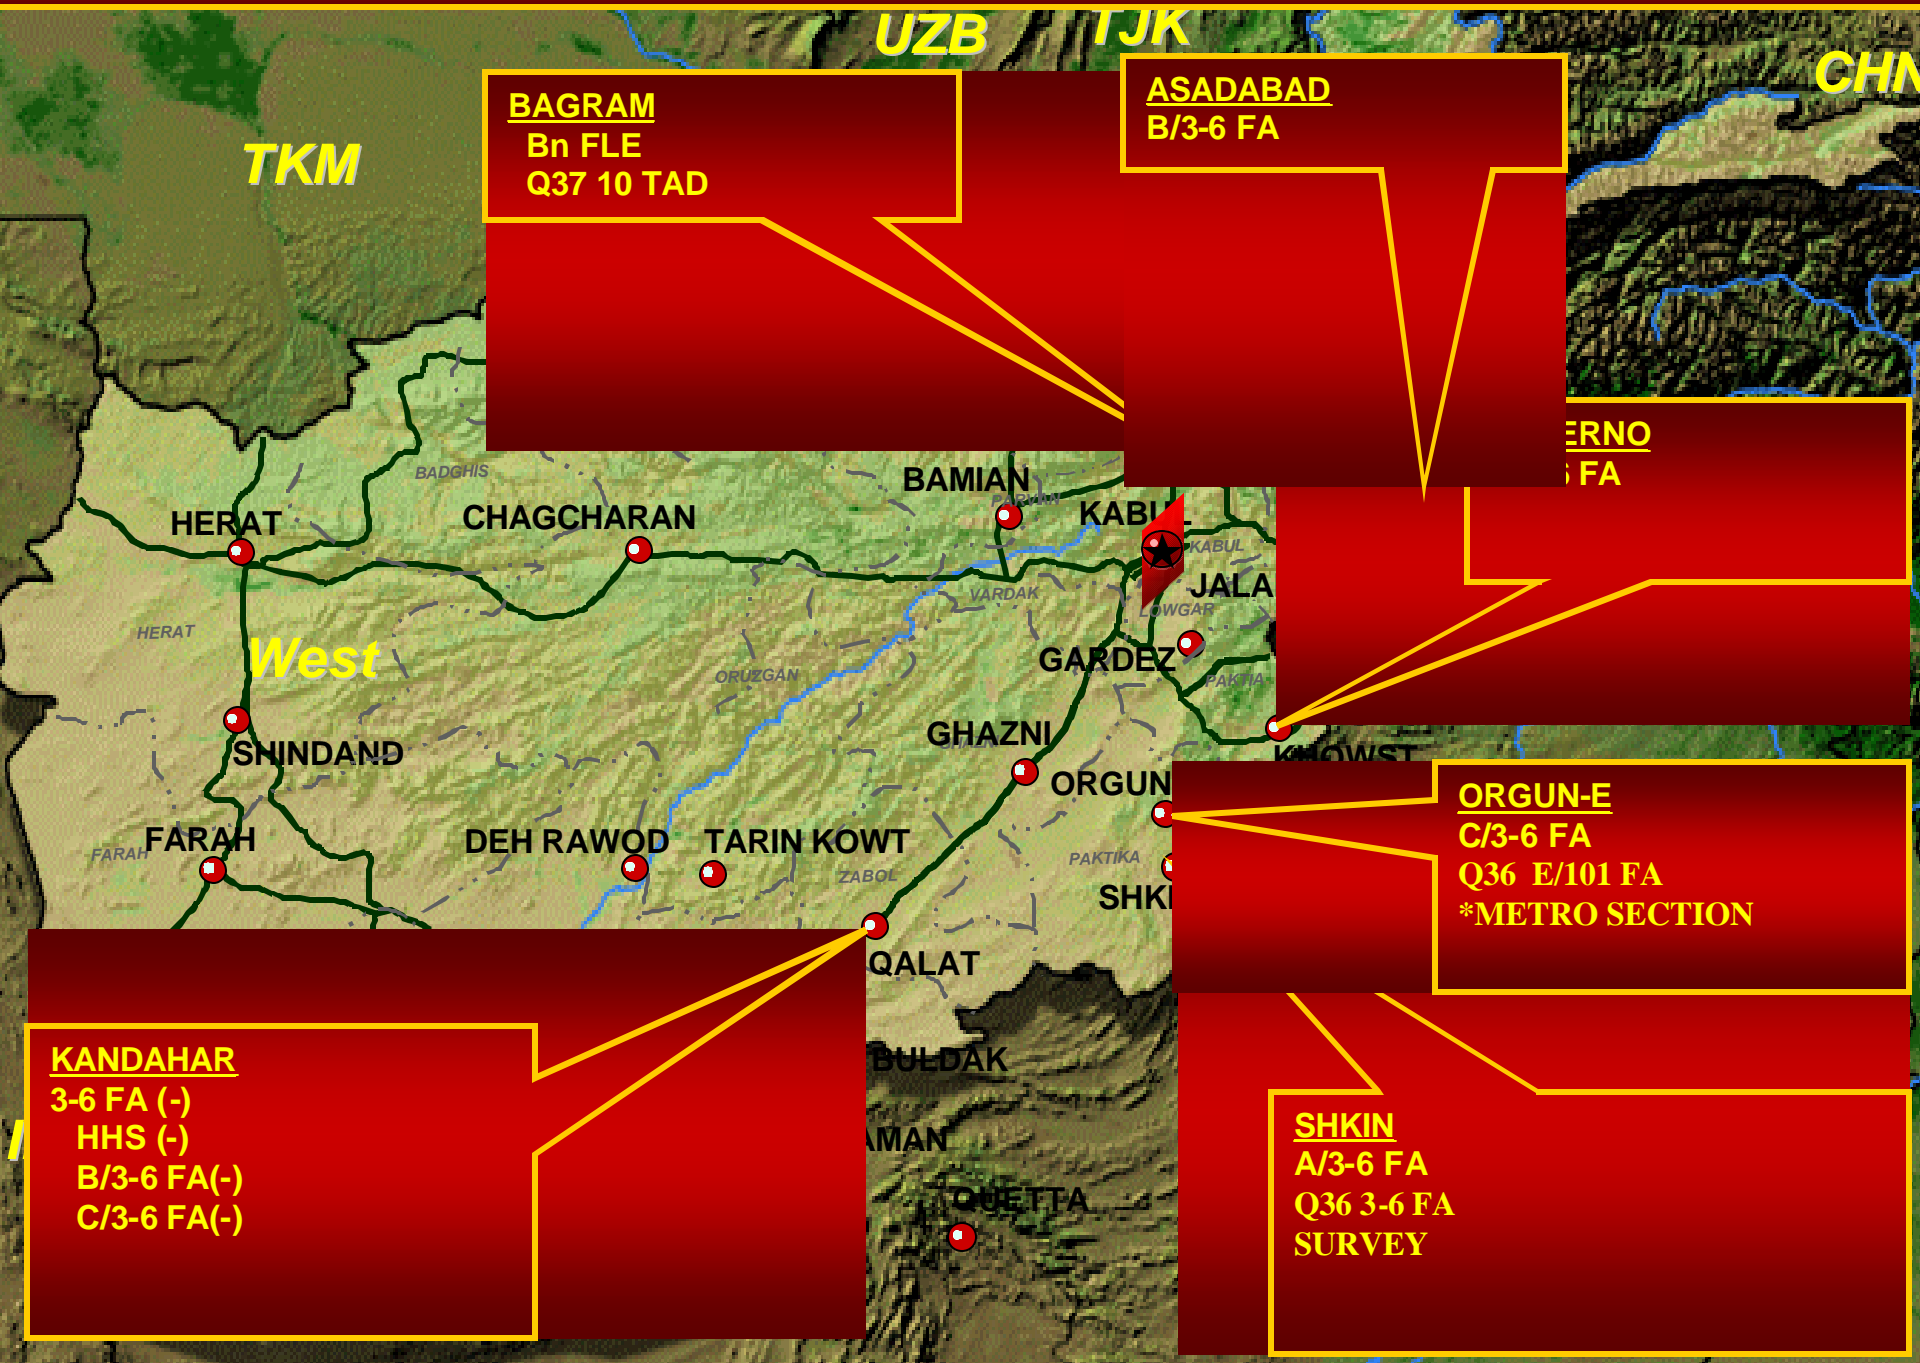 UZB
TJK
CHN
TKM
BAGRAM
Bn FLE
Q37 10 TAD
ASADABAD
B/3-6 FA
ERNO
FA
BADGHIS
BAMIAN
PARVAN
HERAT
CHAGCHARAN
KABUL
KABUL
JALA
VARDAK
LOWGAR
HERAT
West
ORUZGAN
GARDEZ
PAKTIA
GHAZNI
SHINDAND
KHOWST
ORGUN
ORGUN-E
C/3-6 FA
Q36 E/101 FA
*METRO SECTION
FARAH
FARAH
DEH RAWOD
TARIN KOWT
ZABOL
PAKTIKA
SHKI
QALAT
KANDAHAR
3-6 FA (-)
HHS (-)
B/3-6 FA(-)
C/3-6 FA(-)
BULDAK
AMAN
QUETTA
SHKIN
A/3-6 FA
Q36 3-6 FA
SURVEY